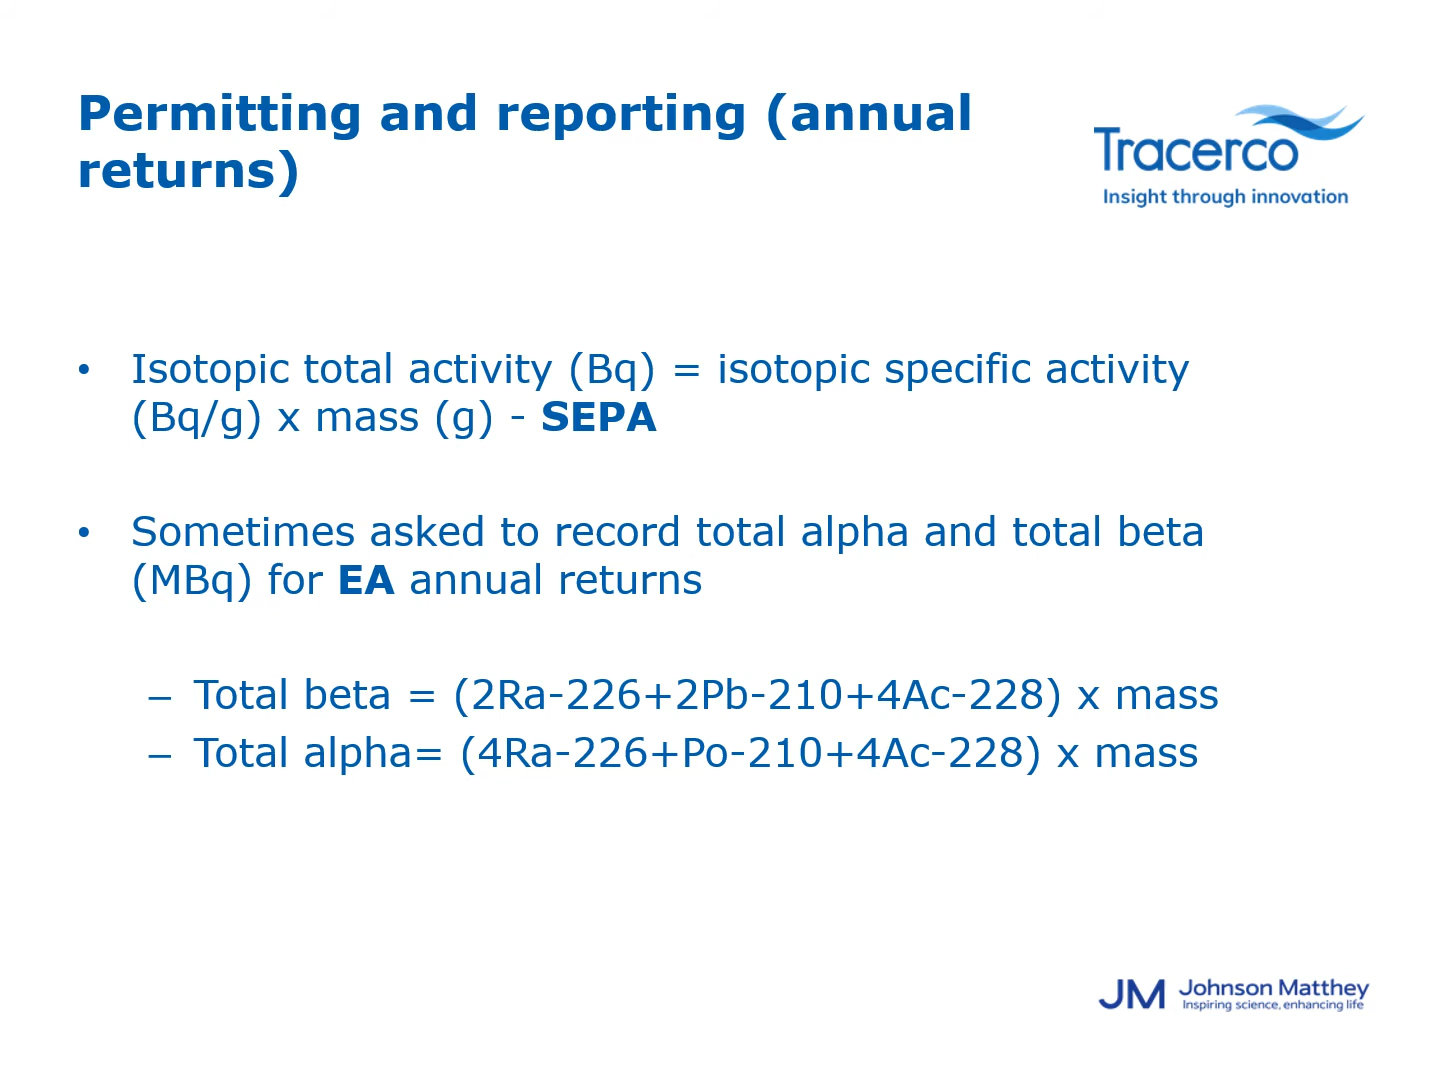 Permitting and reporting (annual
returns)
Tracerco
Insight through innovation
• Isotopic total activity (Bq) = isotopic specific activity
(Bq/g) x mass (g) - SEPA
• Sometimes asked to record total alpha and total beta
(MBq) for EA annual returns
– Total beta = (2Ra-226+2Pb-210+4Ac-228) x mass
– Total alpha= (4Ra-226+Po-210+4Ac-228) x mass
JM Johnson Matthey
Inspiring science, enhancing life